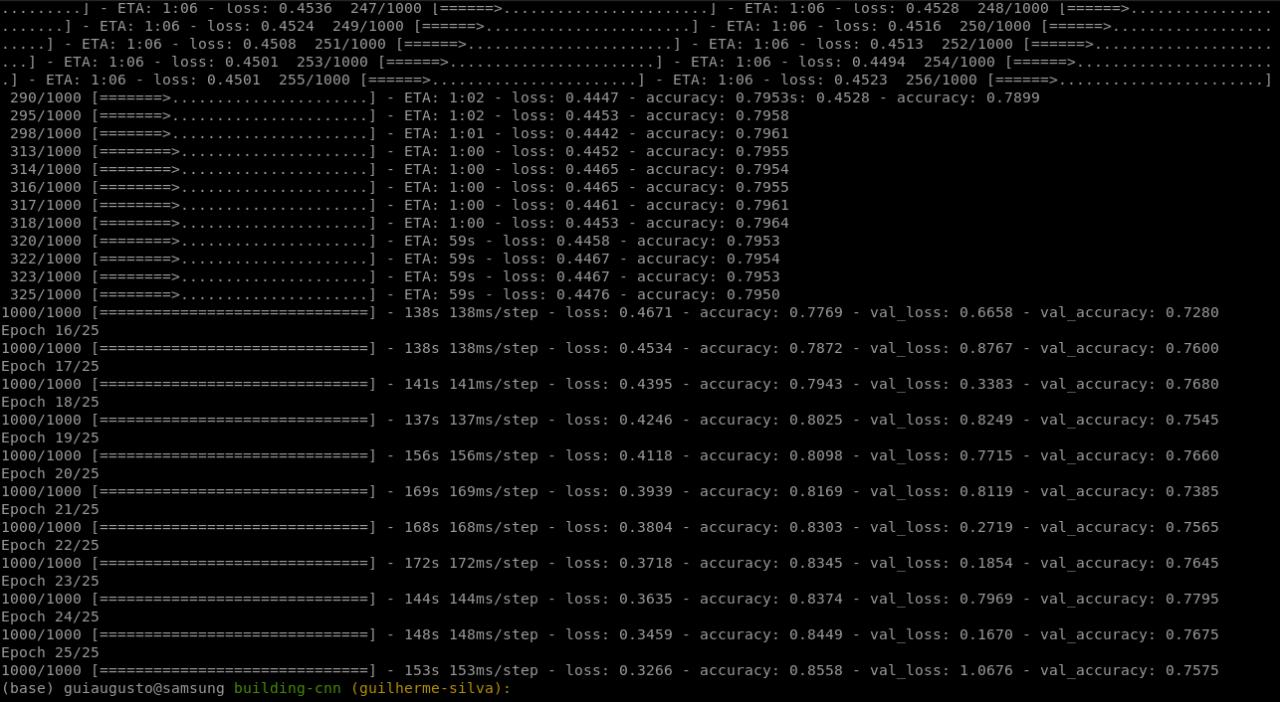 .........] - ETA: 1:06 - loss: 0.4536  247/1000 [======>.......................] - ETA: 1:06 - loss: 0.4528  248/1000 [======>................
.......] - ETA: 1:06 - loss: 0.4524  249/1000 [======>.......................] - ETA: 1:06 - loss: 0.4516  250/1000 [======>..................
.....] - ETA: 1:06 - loss: 0.4508  251/1000 [======>.......................] - ETA: 1:06 - loss: 0.4513  252/1000 [======>....................
...] - ETA: 1:06 - loss: 0.4501  253/1000 [======>.......................] - ETA: 1:06 - loss: 0.4494  254/1000 [======>......................
.] - ETA: 1:06 - loss: 0.4501  255/1000 [======>.......................] - ETA: 1:06 - loss: 0.4523  256/1000 [======>.......................]
 290/1000 [=======>......................] - ETA: 1:02 - loss: 0.4447 - accuracy: 0.7953s: 0.4528 - accuracy: 0.7899
 295/1000 [=======>......................] - ETA: 1:02 - loss: 0.4453 - accuracy: 0.7958
 298/1000 [=======>......................] - ETA: 1:01 - loss: 0.4442 - accuracy: 0.7961
 313/1000 [========>.....................] - ETA: 1:00 - loss: 0.4452 - accuracy: 0.7955
 314/1000 [========>.....................] - ETA: 1:00 - loss: 0.4465 - accuracy: 0.7954
 316/1000 [========>.....................] - ETA: 1:00 - loss: 0.4465 - accuracy: 0.7955
 317/1000 [========>.....................] - ETA: 1:00 - loss: 0.4461 - accuracy: 0.7961
 318/1000 [========>.....................] - ETA: 1:00 - loss: 0.4453 - accuracy: 0.7964
 320/1000 [========>.....................] - ETA: 59s - loss: 0.4458 - accuracy: 0.7953
 322/1000 [========>.....................] - ETA: 59s - loss: 0.4467 - accuracy: 0.7954
 323/1000 [========>.....................] - ETA: 59s - loss: 0.4467 - accuracy: 0.7953
 325/1000 [========>.....................] - ETA: 59s - loss: 0.4476 - accuracy: 0.7950
1000/1000 [==============================] - 138s 138ms/step - loss: 0.4671 - accuracy: 0.7769 - val_loss: 0.6658 - val_accuracy: 0.7280
Epoch 16/25
1000/1000 [==============================] - 138s 138ms/step - loss: 0.4534 - accuracy: 0.7872 - val_loss: 0.8767 - val_accuracy: 0.7600
Epoch 17/25
1000/1000 [==============================] - 141s 141ms/step - loss: 0.4395 - accuracy: 0.7943 - val_loss: 0.3383 - val_accuracy: 0.7680
Epoch 18/25
1000/1000 [==============================] - 137s 137ms/step - loss: 0.4246 - accuracy: 0.8025 - val_loss: 0.8249 - val_accuracy: 0.7545
Epoch 19/25
1000/1000 [==============================] - 156s 156ms/step - loss: 0.4118 - accuracy: 0.8098 - val_loss: 0.7715 - val_accuracy: 0.7660
Epoch 20/25
1000/1000 [==============================] - 169s 169ms/step - loss: 0.3939 - accuracy: 0.8169 - val_loss: 0.8119 - val_accuracy: 0.7385
Epoch 21/25
1000/1000 [==============================] - 168s 168ms/step - loss: 0.3804 - accuracy: 0.8303 - val_loss: 0.2719 - val_accuracy: 0.7565
Epoch 22/25
1000/1000 [==============================] - 172s 172ms/step - loss: 0.3718 - accuracy: 0.8345 - val_loss: 0.1854 - val_accuracy: 0.7645
Epoch 23/25
1000/1000 [==============================] - 144s 144ms/step - loss: 0.3635 - accuracy: 0.8374 - val_loss: 0.7969 - val_accuracy: 0.7795
Epoch 24/25
1000/1000 [==============================] - 148s 148ms/step - loss: 0.3459 - accuracy: 0.8449 - val_loss: 0.1670 - val_accuracy: 0.7675
Epoch 25/25
1000/1000 [==============================] - 153s 153ms/step - loss: 0.3266 - accuracy: 0.8558 - val_loss: 1.0676 - val_accuracy: 0.7575
(base) guiaugusto@samsung building-cnn (guilherme-silva):